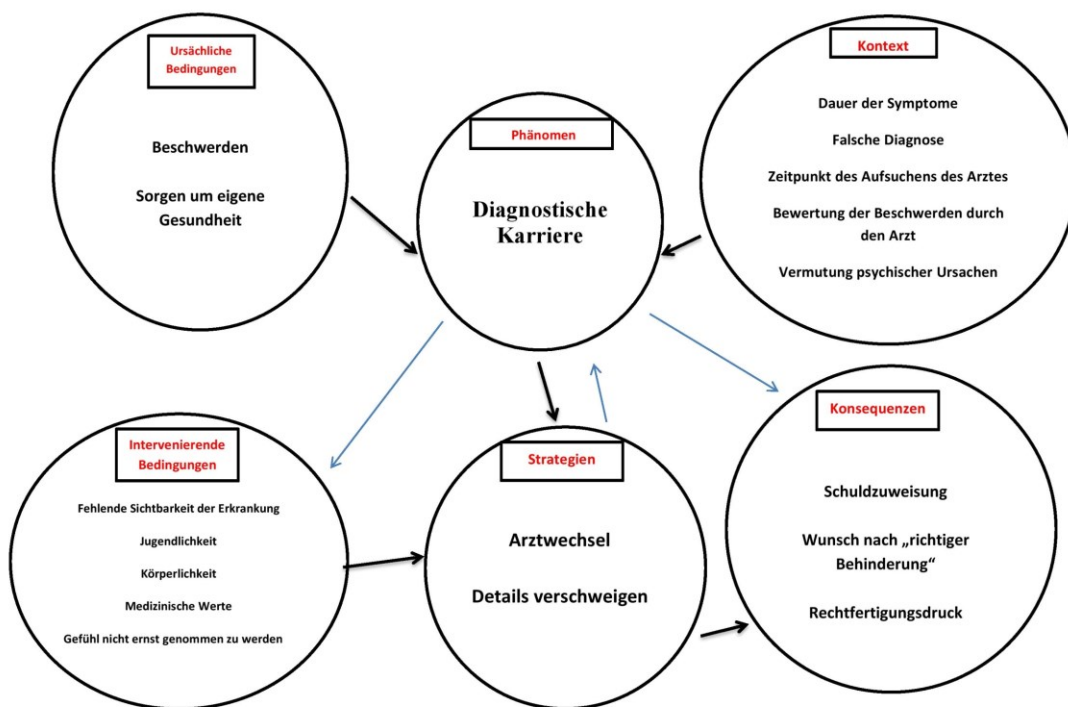 Ursächliche
Bedingungen
Beschwerden
Sorgen um eigene
Gesundheit
Phänomen
Diagnostische
Karriere
Kontext
Dauer der Symptome
Falsche Diagnose
Zeitpunkt des Aufsuchens des Arztes
Bewertung der Beschwerden durch
den Arzt
Vermutung psychischer Ursachen
Intervenierende
Bedingungen
Fehlende Sichtbarkeit der Erkrankung
Jugendlichkeit
Körperlichkeit
Medizinische Werte
Gefühl nicht ernst genommen zu werden
Strategien
Arztwechsel
Details verschweigen
Konsequenzen
Schuldzuweisung
Wunsch nach „richtiger
Behinderung“
Rechtfertigungsdruck